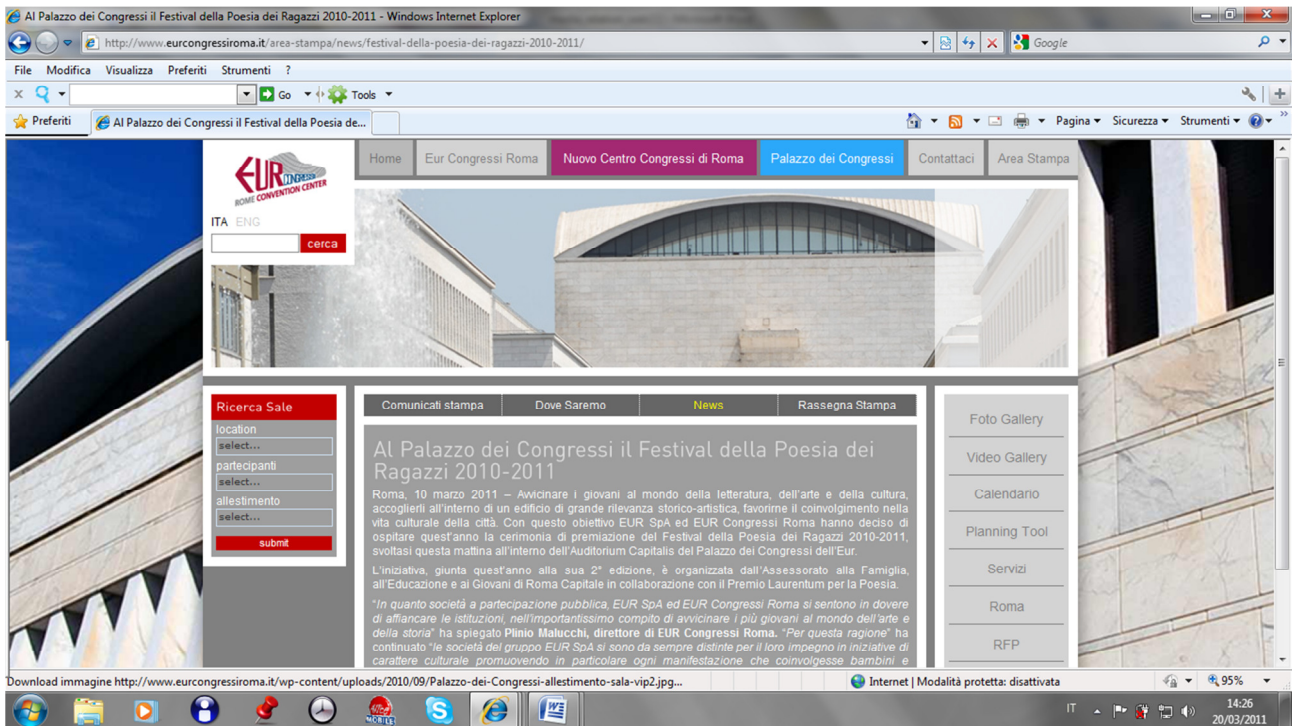 Al Palazzo dei Congressi il Festival della Poesia dei Ragazzi 2010-2011 - Windows Internet Explorer
http://www.eurcongressiroma.it/area-stampa/news/festival-della-poesia-dei-ragazzi-2010-2011/
Google
File Modifica Visualizza Preferiti Strumenti ?
x Go Tools
Preferiti Al Palazzo dei Congressi il Festival della Poesia de... Pagina Sicurezza Strumenti
EUR CONGRESSI
ROME CONVENTION CENTER
Home Eur Congressi Roma Nuovo Centro Congressi di Roma Palazzo dei Congressi Contattaci Area Stampa
ITA ENG
cerca
Ricerca Sale
location
select...
partecipanti
select...
allestimento
select...
submit
Comunicati stampa Dove Saremo News Rassegna Stampa
Al Palazzo dei Congressi il Festival della Poesia dei
Ragazzi 2010-2011
Roma, 10 marzo 2011 – Avvicinare i giovani al mondo della letteratura, dell'arte e della cultura,
accoglierli all'interno di un edificio di grande rilevanza storico-artistica, favorirne il coinvolgimento nella
vita culturale della città. Con questo obiettivo EUR SpA ed EUR Congressi Roma hanno deciso di
ospitare quest'anno la cerimonia di premiazione del Festival della Poesia dei Ragazzi 2010-2011,
svoltasi questa mattina all'interno dell'Auditorium Capitalis del Palazzo dei Congressi dell'Eur.
L'iniziativa, giunta quest'anno alla sua 2° edizione, è organizzata dall'Assessorato alla Famiglia,
all'Educazione e ai Giovani di Roma Capitale in collaborazione con il Premio Laurentum per la Poesia.
"In quanto società a partecipazione pubblica, EUR SpA ed EUR Congressi Roma si sentono in dovere
di affiancare le istituzioni, nell'importantissimo compito di avvicinare i più giovani al mondo dell'arte e
della storia" ha spiegato Plinio Malucchi, direttore di EUR Congressi Roma. "Per questa ragione" ha
continuato "le società del gruppo EUR SpA si sono da sempre distinte per il loro impegno in iniziative di
carattere culturale promuovendo in particolare ogni manifestazione che coinvolgesse bambini e
Foto Gallery
Video Gallery
Calendario
Planning Tool
Servizi
Roma
RFP
Download immagine http://www.eurcongressiroma.it/wp-content/uploads/2010/09/Palazzo-dei-Congressi-allestimento-sala-vip2.jpg... Internet | Modalità protetta: disattivata 95%
MOBILE
IT
14:26
20/03/2011